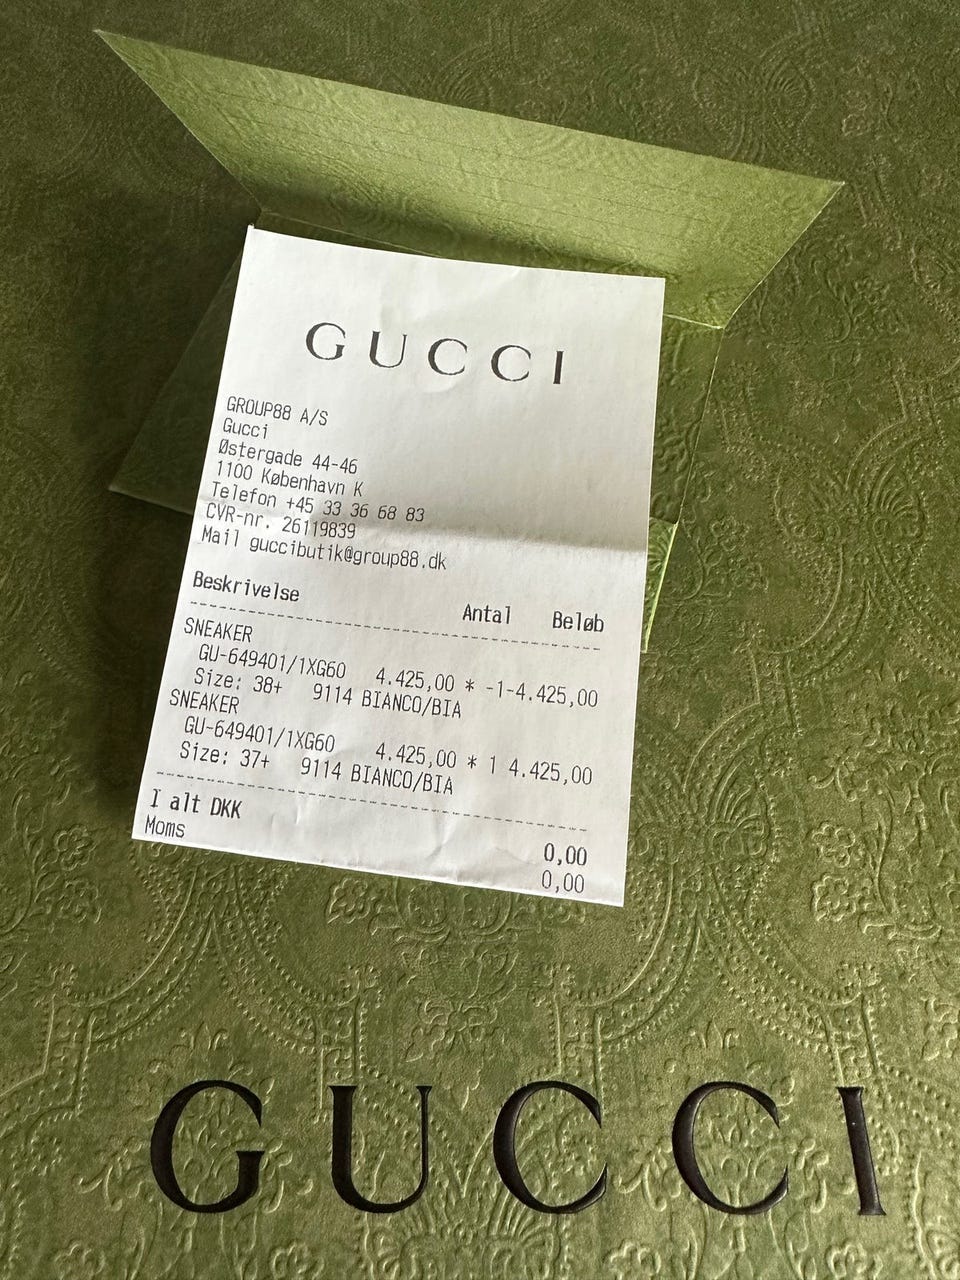 GUCCI
GROUP88 A/S
Gucci
Østergade 44-46
1100 København K
Telefon +45 33 36 68 83
CVR-nr. 26119839
Mail guccibutik@group88.dk
Beskrivelse Antal Beløb
SNEAKER
GU-649401/1XG60 4.425,00 * -1-4.425,00
Size: 38+ 9114 BIANCO/BIA
SNEAKER
GU-649401/1XG60 4.425,00 * 1 4.425,00
Size: 37+ 9114 BIANCO/BIA
I alt DKK 0,00
Moms 0,00
GUCCI